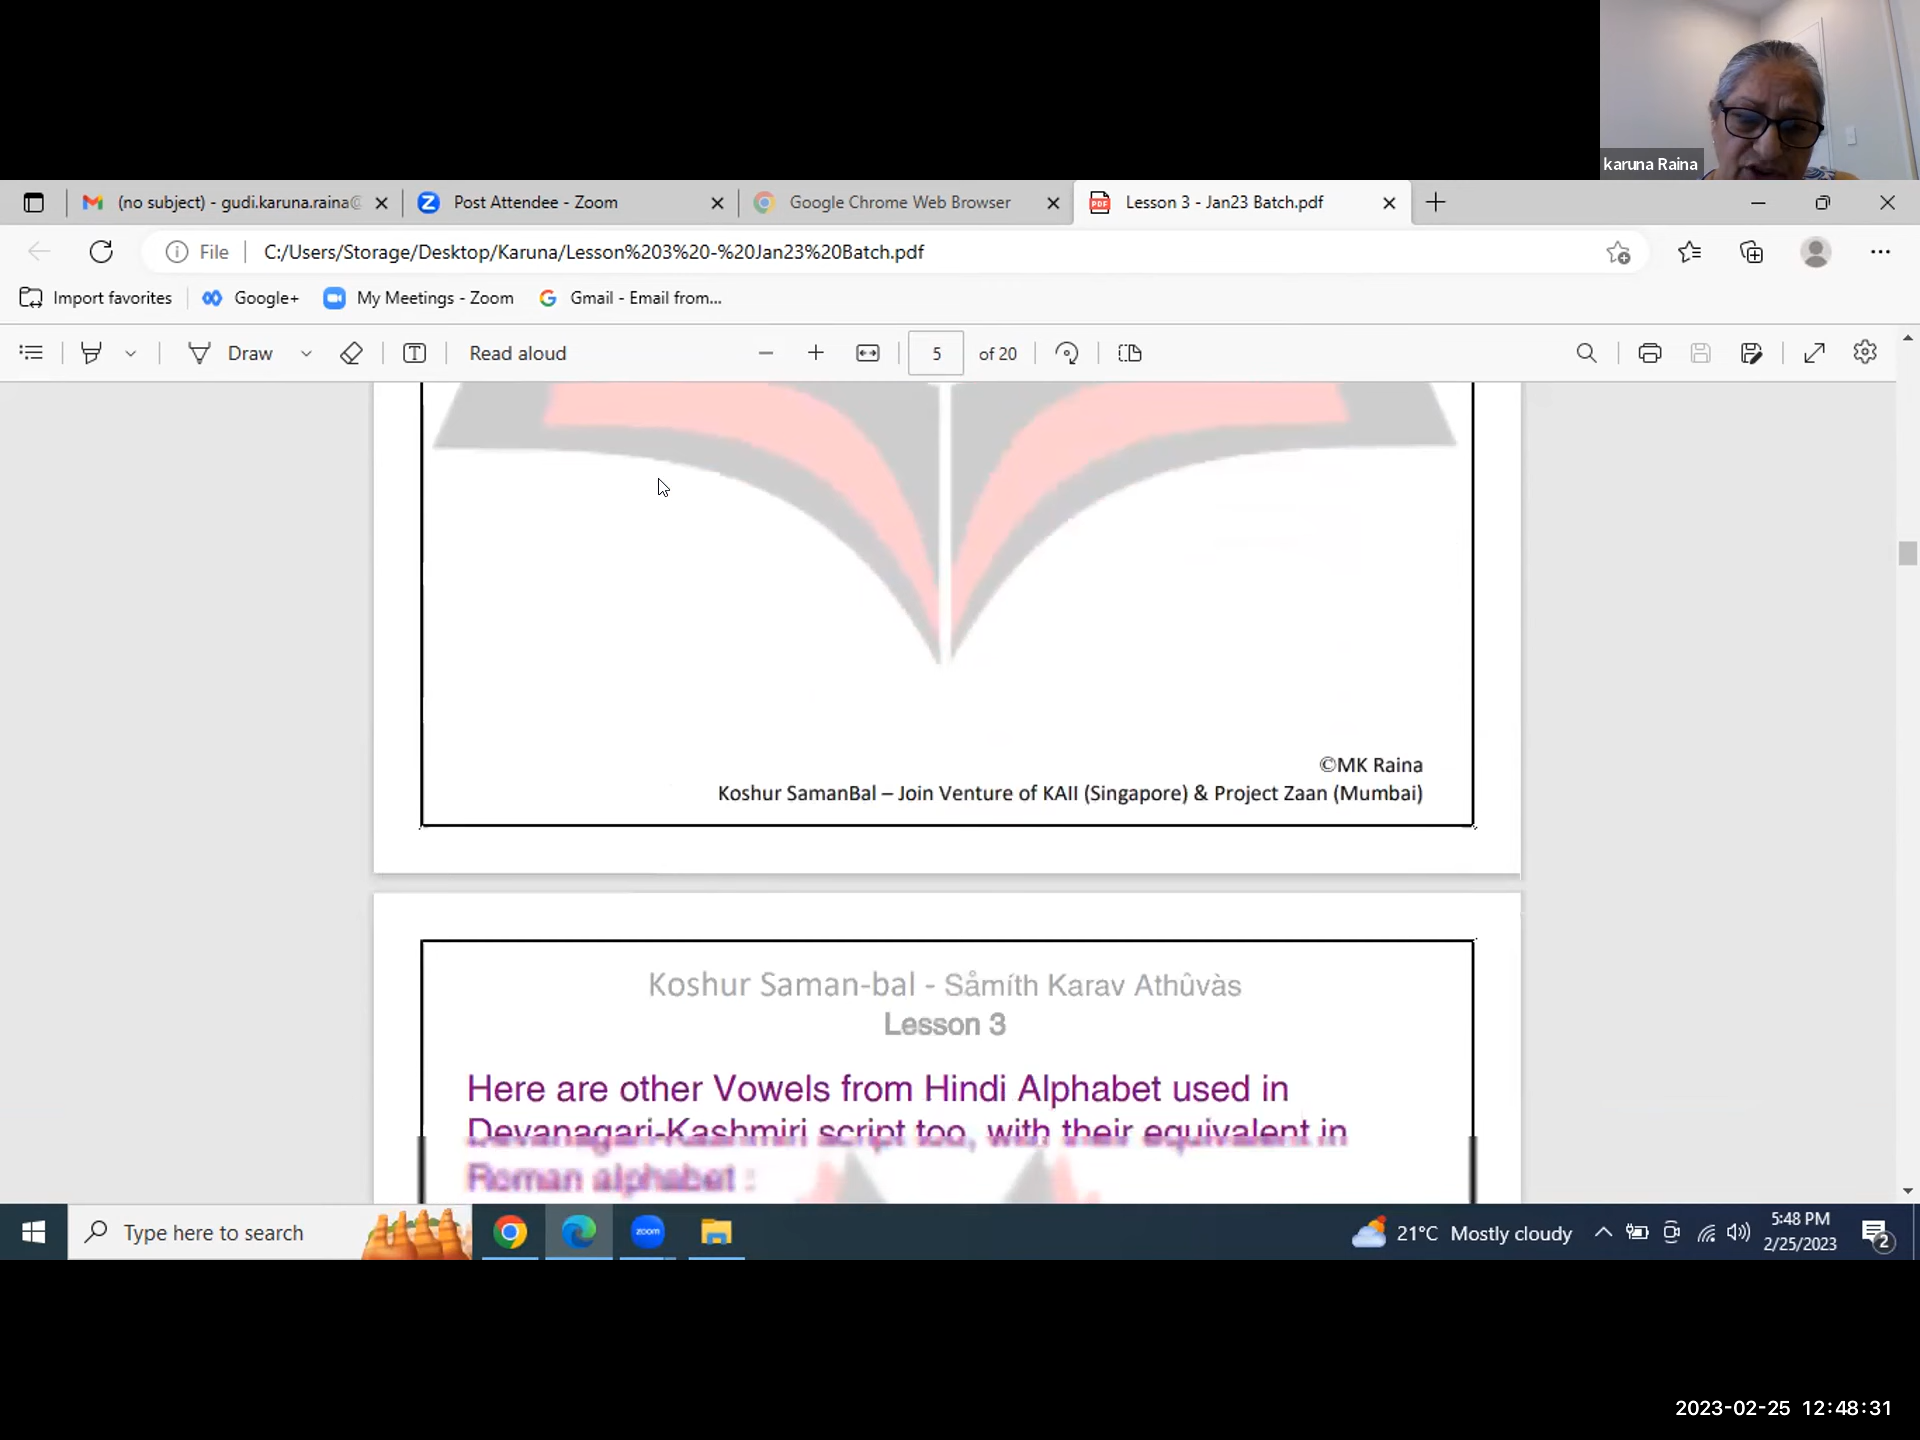 karuna Raina
(no subject) - gudi.karuna.raina@
Post Attendee - Zoom
Google Chrome Web Browser
Lesson 3 - Jan23 Batch.pdf
File
C:/Users/Storage/Desktop/Karuna/Lesson%203%20-%20Jan23%20Batch.pdf
Import favorites
Google+
My Meetings - Zoom
Gmail - Email from...
Draw
Read aloud
5
of 20
©MK Raina
Koshur SamanBal – Join Venture of KAII (Singapore) & Project Zaan (Mumbai)
Koshur Saman-bal - Såmíth Karav Athûvàs
Lesson 3
Here are other Vowels from Hindi Alphabet used in
Devanagari-Kashmiri script too, with their equivalent in
Roman alphabet :
Type here to search
zoom
21°C Mostly cloudy
5:48 PM
2/25/2023
2
2023-02-25 12:48:31